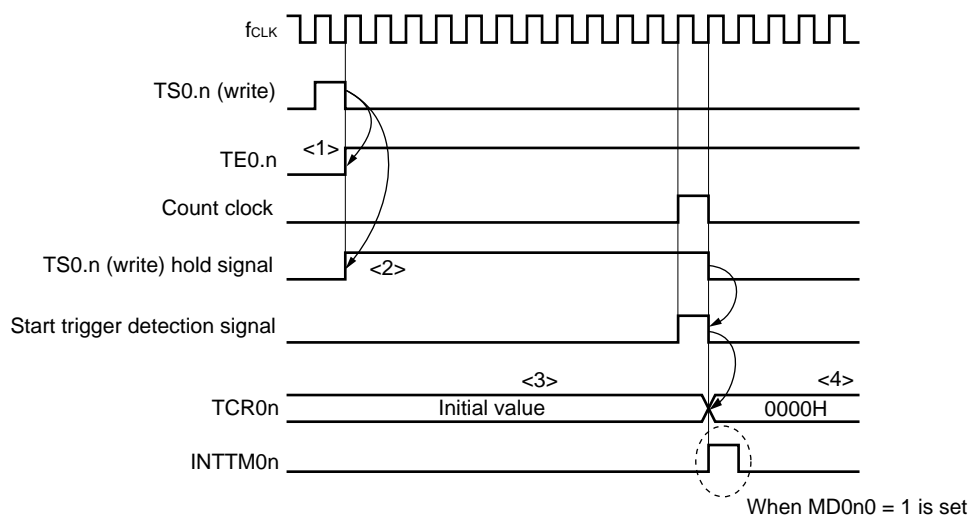 fCLK
TS0.n (write)
<1>
TE0.n
Count clock
TS0.n (write) hold signal
<2>
Start trigger detection signal
<3>
<4>
TCR0n
Initial value
0000H
INTTM0n
When MD0n0 = 1 is set